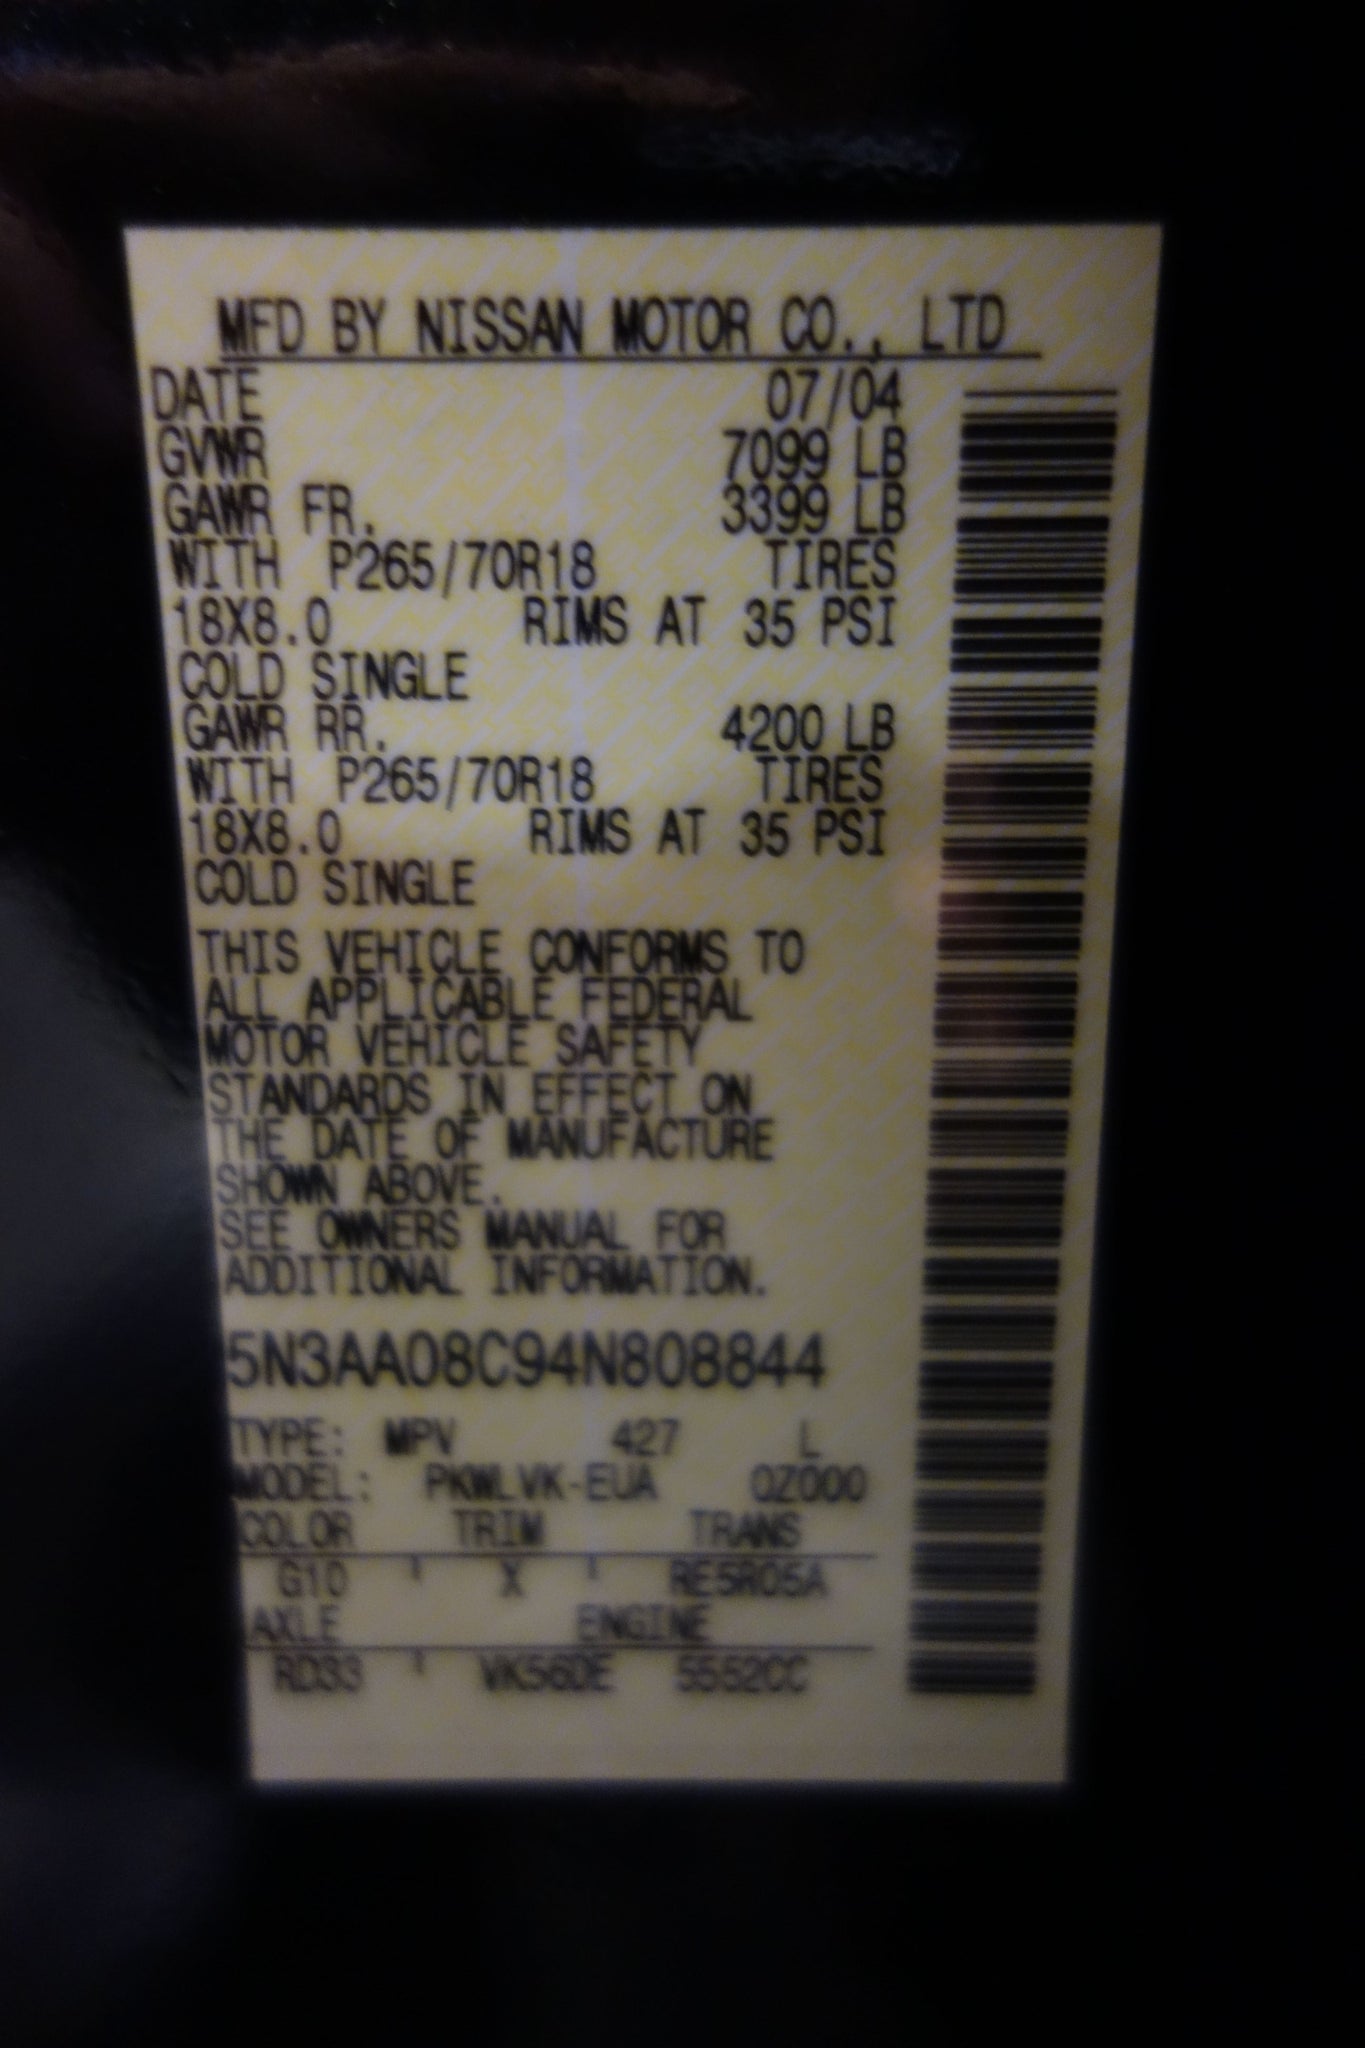 MFD BY NISSAN MOTOR CO., LTD
DATE 07/04
GVWR 7099 LB
GAWR FR. 3399 LB
WITH P265/70R18 TIRES
18X8.0 RIMS AT 35 PSI
COLD SINGLE
GAWR RR. 4200 LB
WITH P265/70R18 TIRES
18X8.0 RIMS AT 35 PSI
COLD SINGLE
THIS VEHICLE CONFORMS TO
ALL APPLICABLE FEDERAL
MOTOR VEHICLE SAFETY
STANDARDS IN EFFECT ON
THE DATE OF MANUFACTURE
SHOWN ABOVE.
SEE OWNERS MANUAL FOR
ADDITIONAL INFORMATION.
5N3AA08C94N808844
TYPE: MPV 427 L
MODEL: PKWLVK-EUA QZ000
COLOR TRIM TRANS
G10 X RE5R05A
AXLE ENGINE
RD33 VK56DE 5552CC